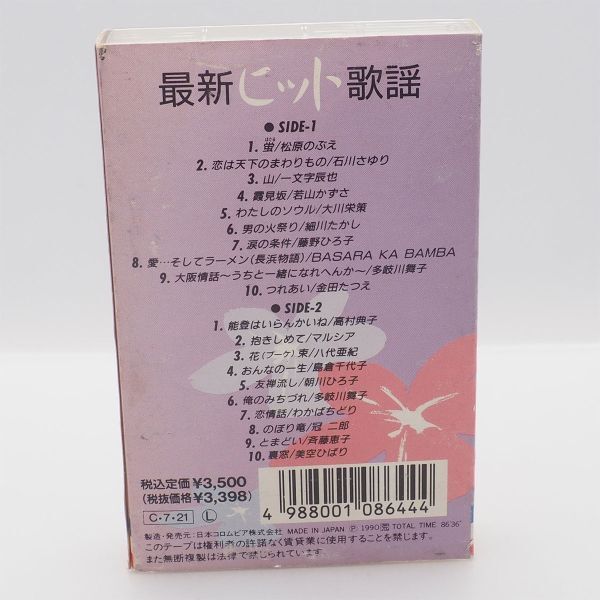 最新ヒット歌謡
● SIDE-1
1. 蛍/松原のぶえ
2. 恋は天下のまわりもの/石川さゆり
3. 山/一文字辰也
4. 霞見坂/若山かずさ
5. わたしのソウル/大川栄策
6. 男の火祭り/細川たかし
7. 涙の条件/藤野ひろ子
8. 愛…そしてラーメン(長浜物語)/BASARA KA BAMBA
9. 大阪情話〜うちと一緒になれへんか〜/多岐川舞子
10. つれあい/金田たつえ
● SIDE-2
1. 能登はいらんかいね/高村典子
2. 抱きしめて/マルシア
3. 花(ブーケ)束/八代亜紀
4. おんなの一生/島倉千代子
5. 友禅流し/朝川ひろ子
6. 俺のみちづれ/多岐川舞子
7. 恋情話/わかばちどり
8. のぼり竜/冠 二郎
9. とまどい/斉藤恵子
10. 裏窓/美空ひばり
税込定価¥3,500
(税抜価格¥3,398)
C・7・21 L
4 988001 086444
製造・発売元:日本コロムビア株式会社 MADE IN JAPAN Ⓟ 1990 TOTAL TIME 86'36"
このテープは権利者の許諾なく賃貸業に使用することを禁じます。
また無断複製は法律で禁じられています。